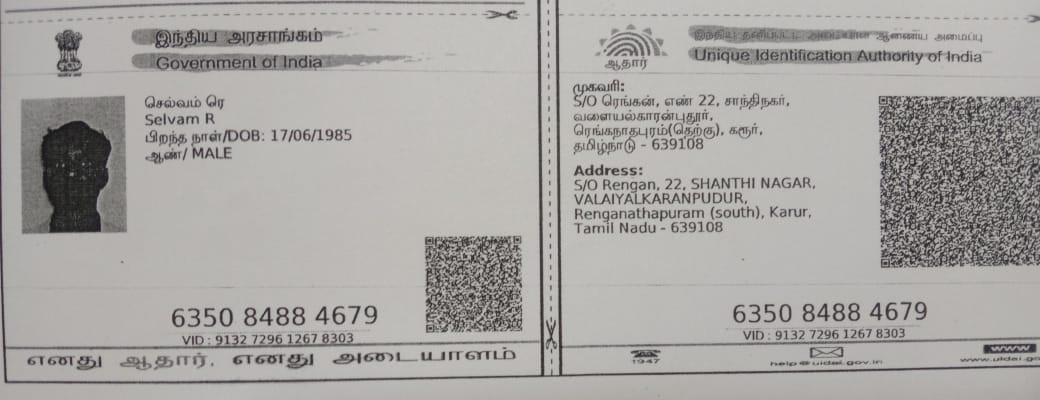 இந்திய அரசாங்கம்
Government of India
செல்வம் ரெ
Selvam R
பிறந்த நாள்/DOB: 17/06/1985
ஆண்/ MALE
6350 8488 4679
VID : 9132 7296 1267 8303
எனது ஆதார், எனது அடையாளம்
இந்திய தனிப்பட்ட அடையாள ஆணைய அமைப்பு
Unique Identification Authority of India
ஆதார்
முகவரி:
S/O ரெங்கன், எண் 22, சாந்திநகர்,
வளையல்காரன்புதூர்,
ரெங்கநாதபுரம்(தெற்கு), கரூர்,
தமிழ்நாடு - 639108
Address:
S/O Rengan, 22, SHANTHI NAGAR,
VALAIYALKARANPUDUR,
Renganathapuram (south), Karur,
Tamil Nadu - 639108
6350 8488 4679
VID : 9132 7296 1267 8303
1947
help@uidai.gov.in
www
www.uidai.go